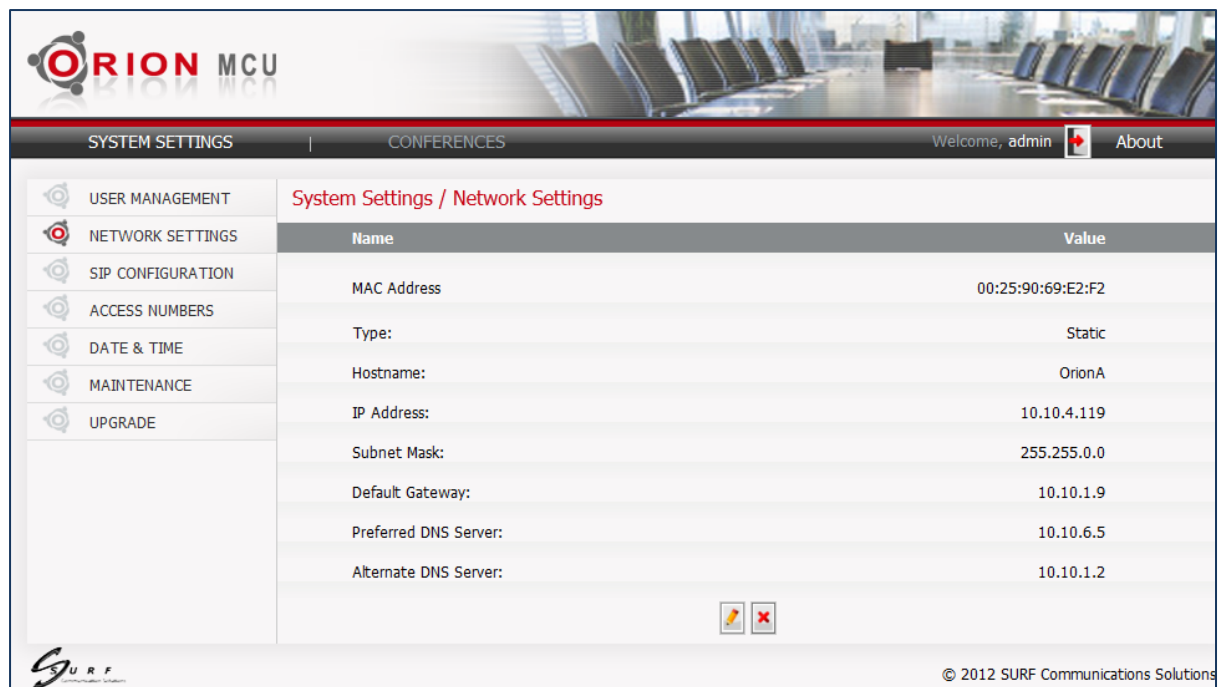 ORION MCU
SYSTEM SETTINGS | CONFERENCES Welcome, admin About
USER MANAGEMENT
NETWORK SETTINGS
SIP CONFIGURATION
ACCESS NUMBERS
DATE & TIME
MAINTENANCE
UPGRADE
System Settings / Network Settings
Name Value
MAC Address 00:25:90:69:E2:F2
Type: Static
Hostname: OrionA
IP Address: 10.10.4.119
Subnet Mask: 255.255.0.0
Default Gateway: 10.10.1.9
Preferred DNS Server: 10.10.6.5
Alternate DNS Server: 10.10.1.2
SURF
© 2012 SURF Communications Solutions